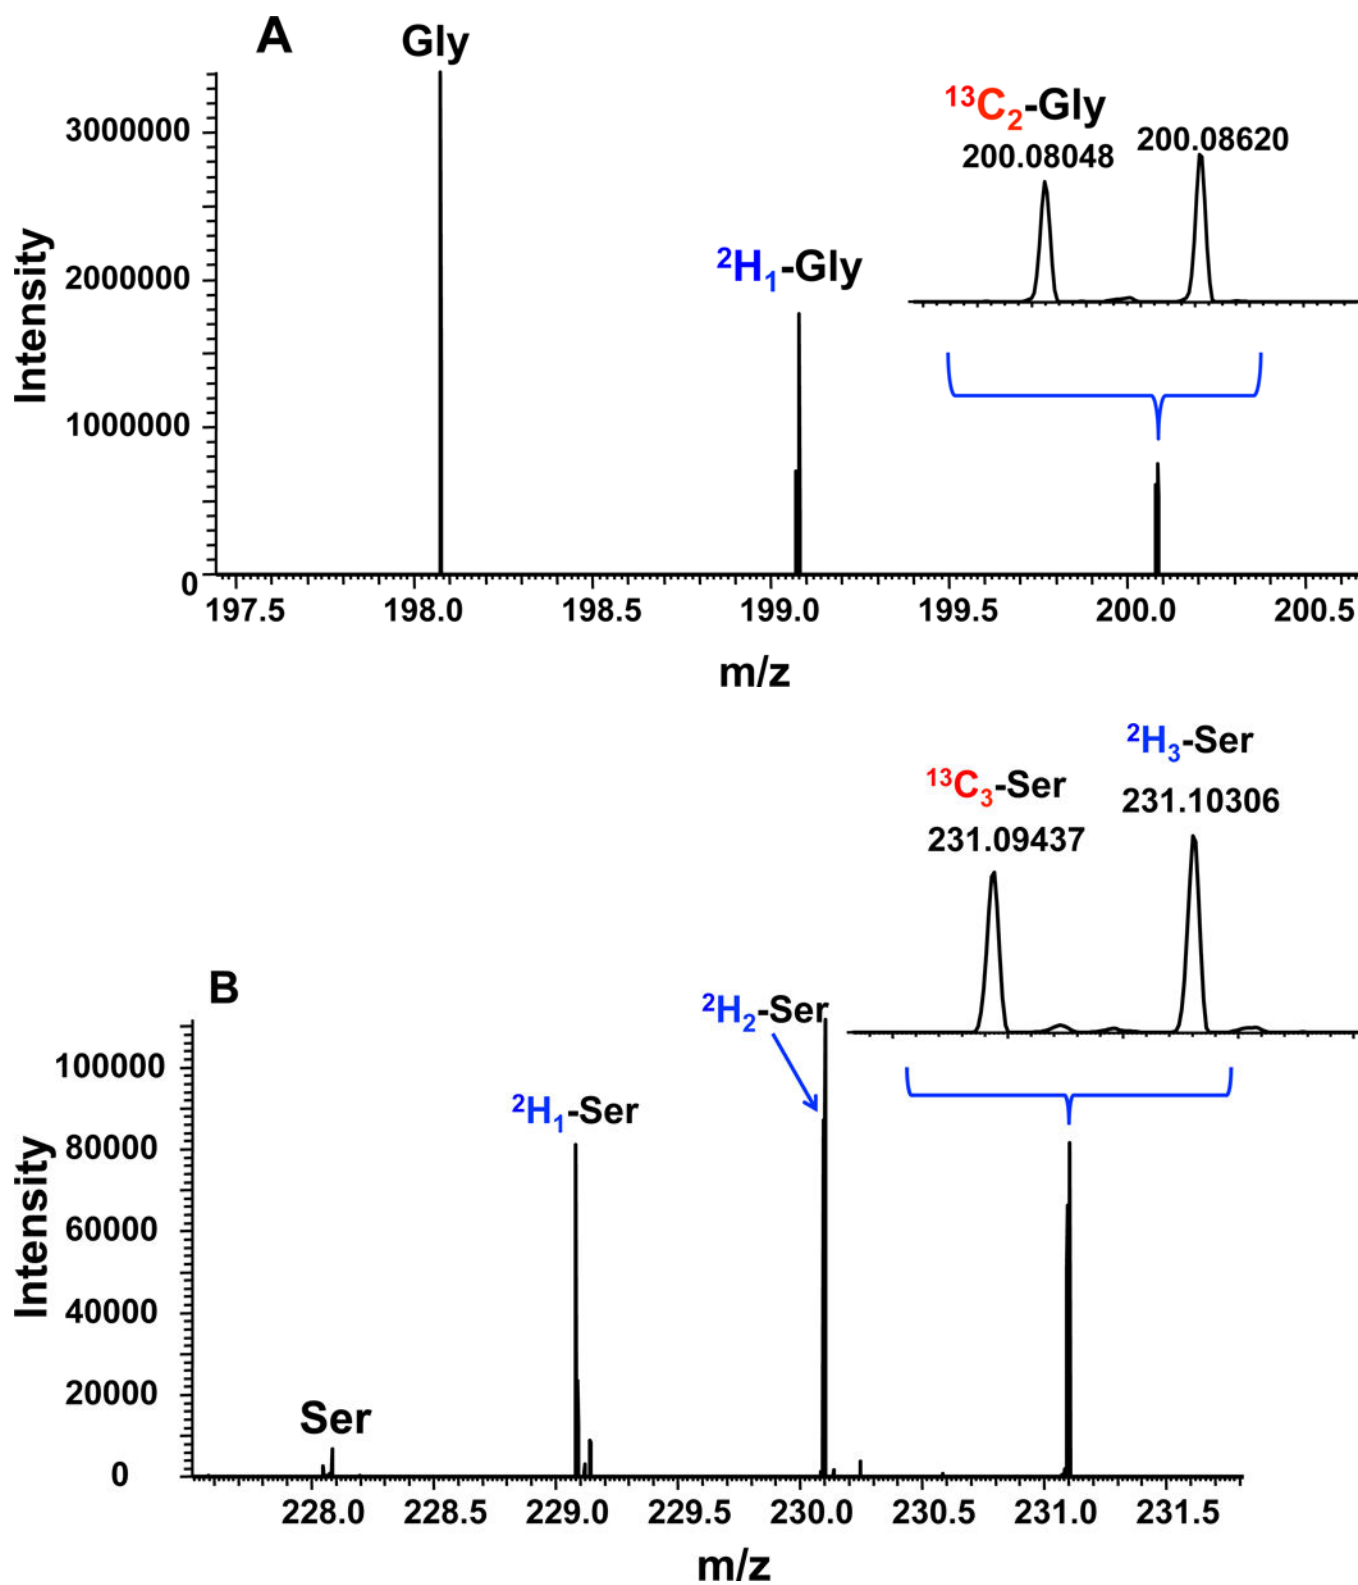 A
Gly
¹³C₂-Gly
200.08048
200.08620
²H₁-Gly
Intensity
3000000
2000000
1000000
0
197.5 198.0 198.5 199.0 199.5 200.0 200.5
m/z
B
²H₃-Ser
¹³C₃-Ser
231.10306
231.09437
²H₂-Ser
²H₁-Ser
Ser
Intensity
100000
80000
60000
40000
20000
0
228.0 228.5 229.0 229.5 230.0 230.5 231.0 231.5
m/z